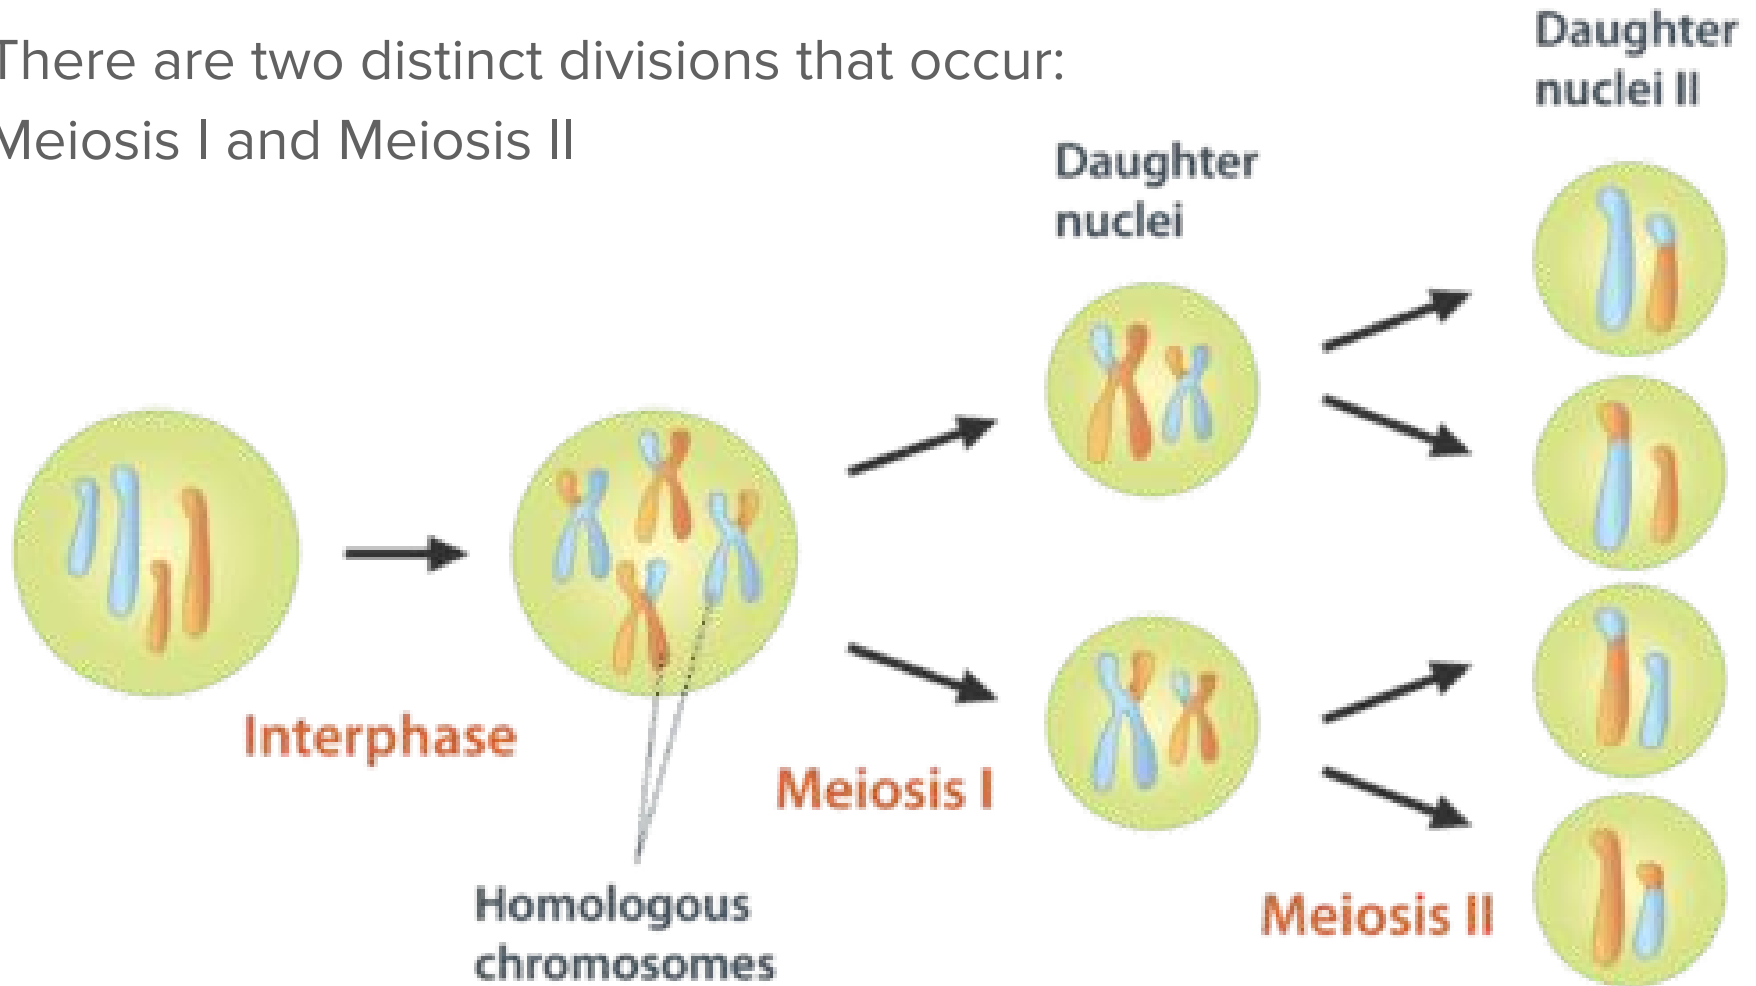 There are two distinct divisions that occur:
Meiosis I and Meiosis II
Daughter
nuclei II
Daughter
nuclei
Interphase
Meiosis I
Homologous
chromosomes
Meiosis II